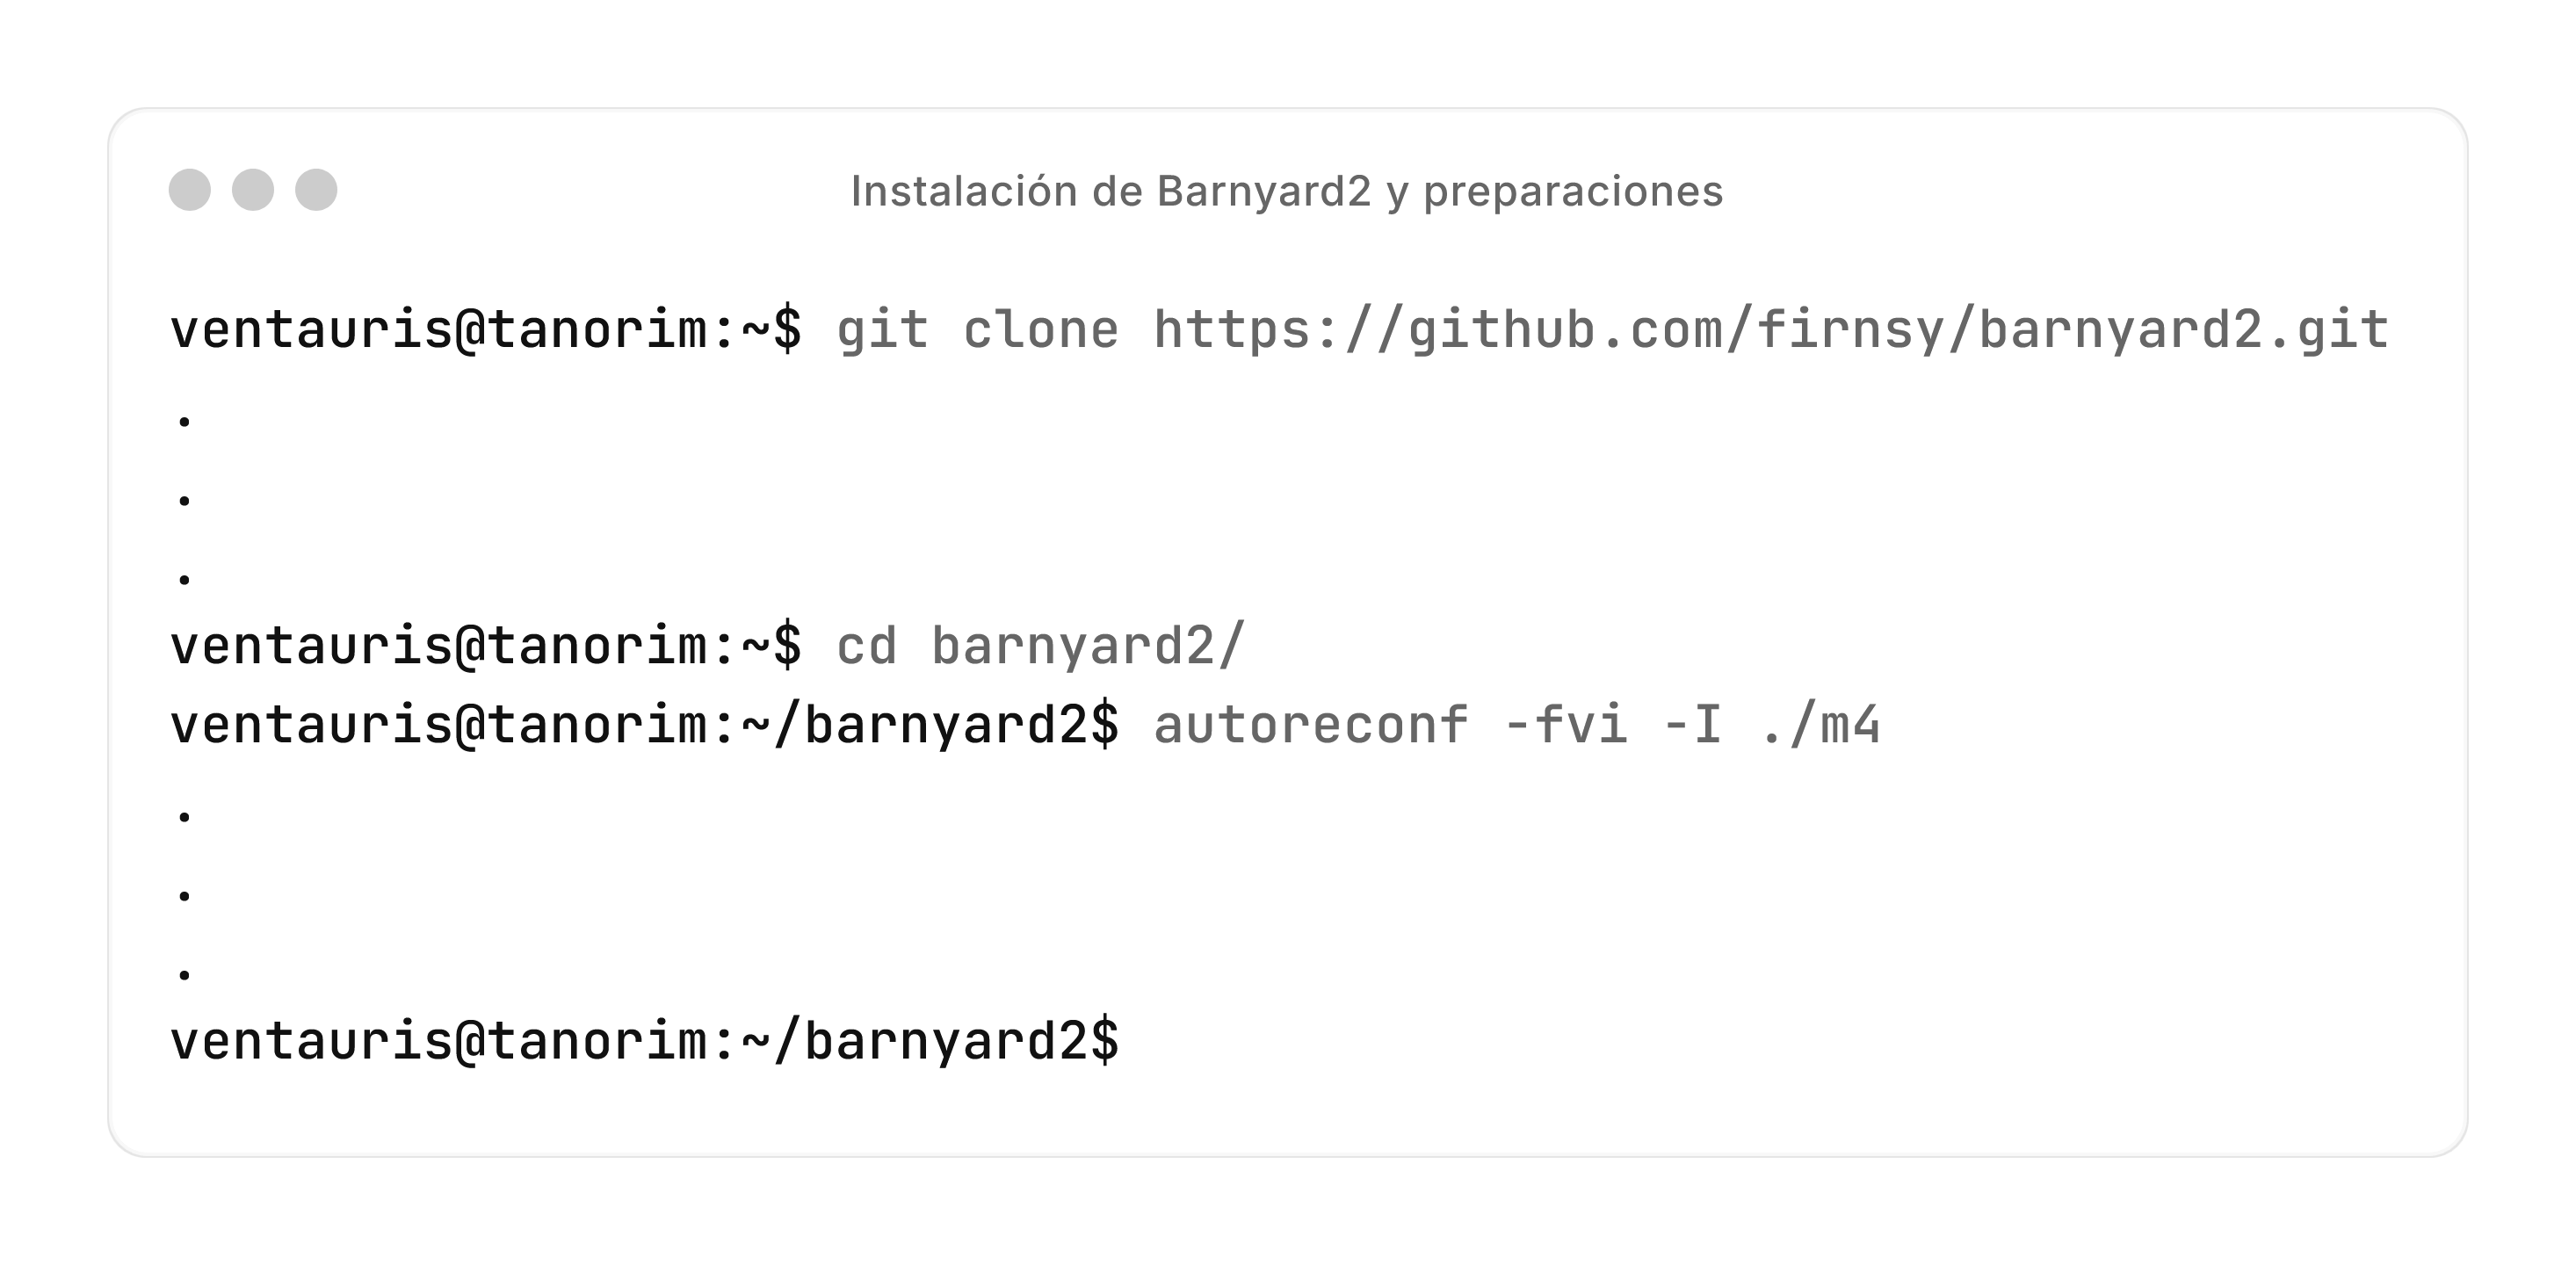 Instalación de Barnyard2 y preparaciones
ventauris@tanorim:~$ git clone https://github.com/firnsy/barnyard2.git
.
.
.
ventauris@tanorim:~$ cd barnyard2/
ventauris@tanorim:~/barnyard2$ autoreconf -fvi -I ./m4
.
.
.
ventauris@tanorim:~/barnyard2$